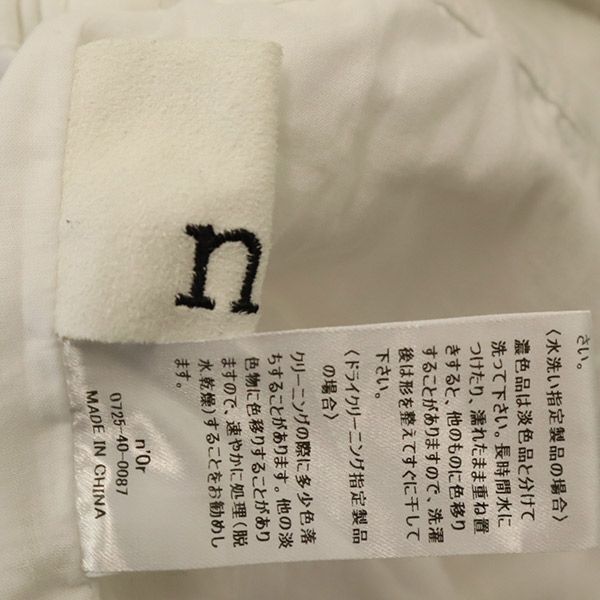 n
さい。
〈水洗い指定製品の場合〉
濃色品は淡色品と分けて
洗って下さい。長時間水に
つけたり、濡れたまま重ね置
きすると、他のものに色移り
することがありますので、洗濯
後は形を整えてすぐに干して
下さい。
〈ドライクリーニング指定製品
の場合〉
クリーニングの際に多少色落
ちすることがあります。他の淡
色物に色移りすることがあり
ますので、速やかに処理(脱
水,乾燥)することをお勧めし
ます。
n'Or
0725-40-0087
MADE IN CHINA